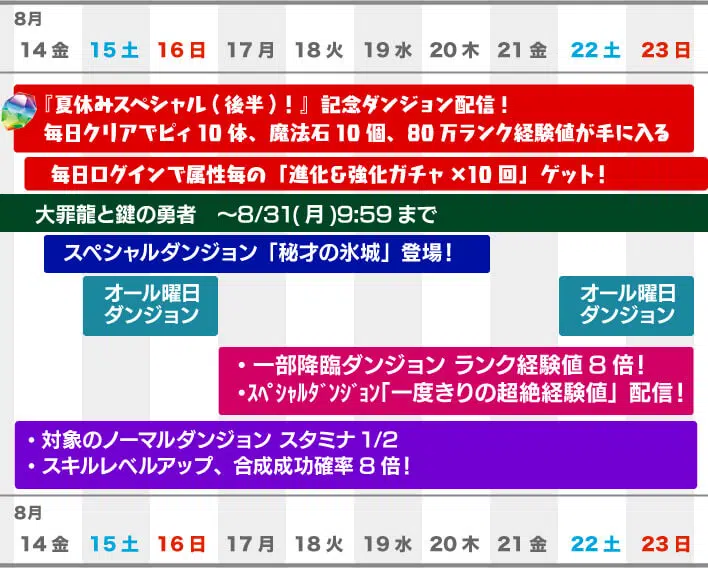 8月
14金 15土 16日 17月 18火 19水 20木 21金 22土 23日
『夏休みスペシャル(後半)!』記念ダンジョン配信!
毎日クリアでピィ10体、魔法石10個、80万ランク経験値が手に入る
毎日ログインで属性毎の「進化&強化ガチャ×10回」ゲット!
大罪龍と鍵の勇者 ～8/31(月)9:59まで
スペシャルダンジョン「秘才の氷城」登場!
オール曜日
ダンジョン
オール曜日
ダンジョン
・一部降臨ダンジョン ランク経験値8倍!
・ｽﾍﾟｼｬﾙﾀﾞﾝｼﾞｮﾝ「一度きりの超絶経験値」配信!
・対象のノーマルダンジョン スタミナ1/2
・スキルレベルアップ、合成成功確率8倍!
8月
14金 15土 16日 17月 18火 19水 20木 21金 22土 23日